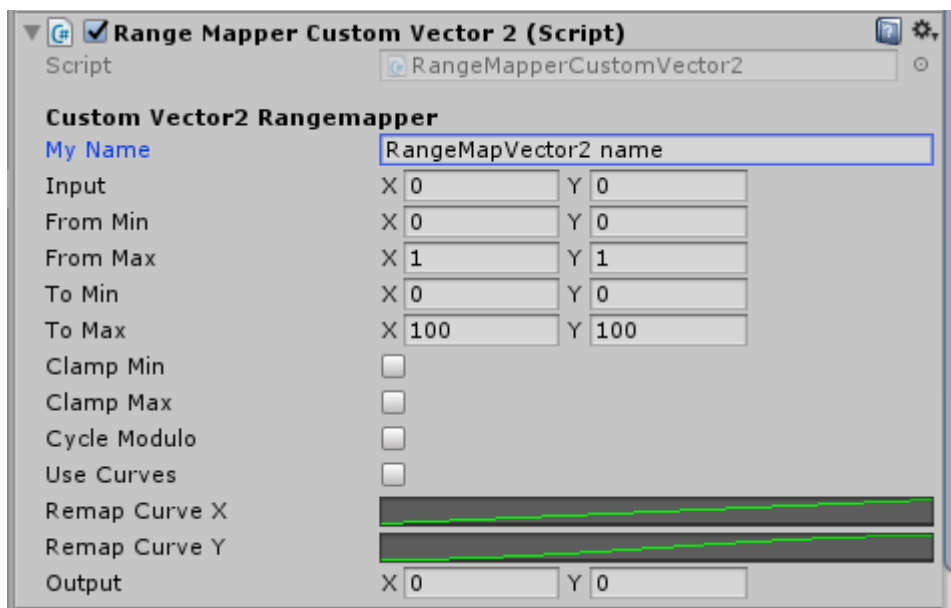 Range Mapper Custom Vector 2 (Script)
Script RangeMapperCustomVector2
Custom Vector2 Rangemapper
My Name RangeMapVector2 name
Input X 0 Y 0
From Min X 0 Y 0
From Max X 1 Y 1
To Min X 0 Y 0
To Max X 100 Y 100
Clamp Min
Clamp Max
Cycle Modulo
Use Curves
Remap Curve X
Remap Curve Y
Output X 0 Y 0